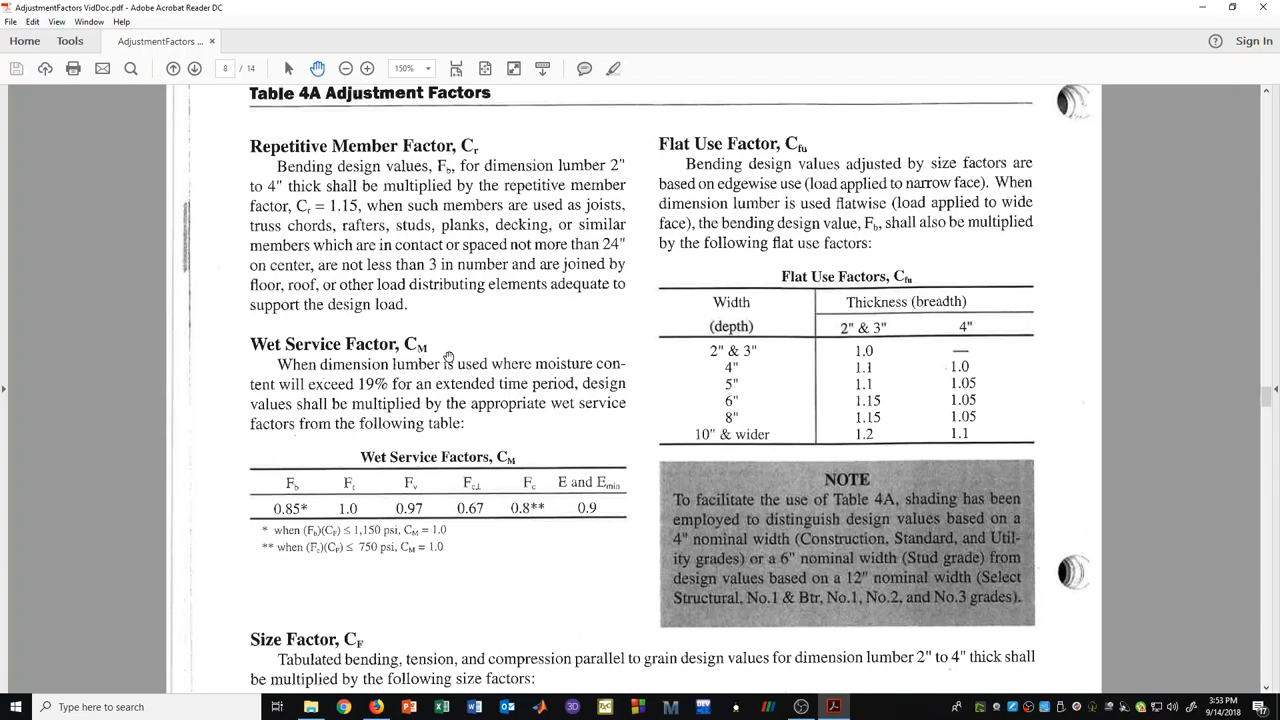 AdjustmentFactors VidDoc.pdf - Adobe Acrobat Reader DC
File Edit View Window Help
Home Tools AdjustmentFactors ... × Sign In
8 / 14 150%
Table 4A Adjustment Factors
Repetitive Member Factor, Cr
Bending design values, Fb, for dimension lumber 2"
to 4" thick shall be multiplied by the repetitive member
factor, Cr = 1.15, when such members are used as joists,
truss chords, rafters, studs, planks, decking, or similar
members which are in contact or spaced not more than 24"
on center, are not less than 3 in number and are joined by
floor, roof, or other load distributing elements adequate to
support the design load.
Wet Service Factor, CM
When dimension lumber is used where moisture con-
tent will exceed 19% for an extended time period, design
values shall be multiplied by the appropriate wet service
factors from the following table:
Wet Service Factors, CM
Fb Ft Fv Fc⊥ Fc E and Emin
0.85* 1.0 0.97 0.67 0.8** 0.9
* when (Fb)(CF) ≤ 1,150 psi, CM = 1.0
** when (Fc)(CF) ≤ 750 psi, CM = 1.0
Flat Use Factor, Cfu
Bending design values adjusted by size factors are
based on edgewise use (load applied to narrow face). When
dimension lumber is used flatwise (load applied to wide
face), the bending design value, Fb, shall also be multiplied
by the following flat use factors:
Flat Use Factors, Cfu
Width Thickness (breadth)
(depth) 2" & 3" 4"
2" & 3" 1.0 —
4" 1.1 1.0
5" 1.1 1.05
6" 1.15 1.05
8" 1.15 1.05
10" & wider 1.2 1.1
NOTE
To facilitate the use of Table 4A, shading has been
employed to distinguish design values based on a
4" nominal width (Construction, Standard, and Util-
ity grades) or a 6" nominal width (Stud grade) from
design values based on a 12" nominal width (Select
Structural, No.1 & Btr, No.1, No.2, and No.3 grades).
Size Factor, CF
Tabulated bending, tension, and compression parallel to grain design values for dimension lumber 2" to 4" thick shall
be multiplied by the following size factors:
Type here to search
3:53 PM
9/14/2018